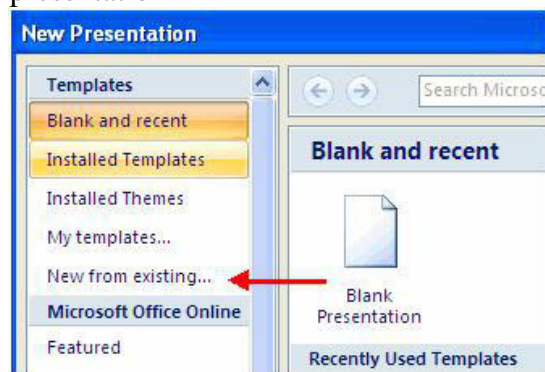 New Presentation
Templates
Blank and recent
Installed Templates
Installed Themes
My templates...
New from existing...
Microsoft Office Online
Featured
Search Microso
Blank and recent
Blank
Presentation
Recently Used Templates